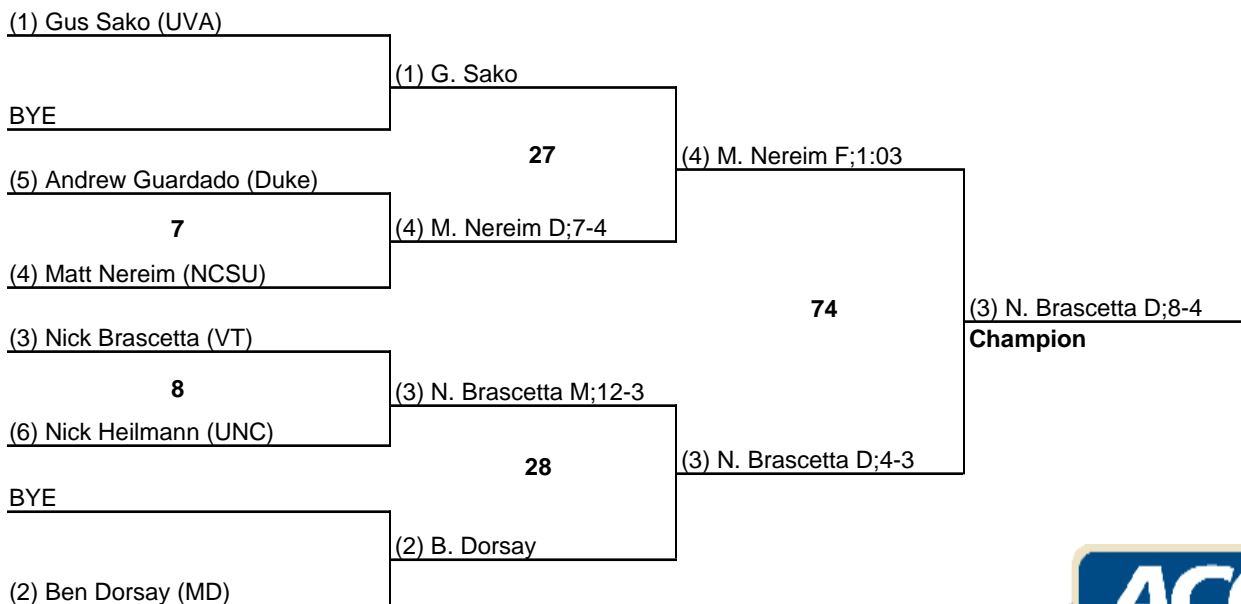 (1) Gus Sako (UVA)
(1) G. Sako
BYE
27
(4) M. Nereim F;1:03
(5) Andrew Guardado (Duke)
7
(4) M. Nereim D;7-4
(4) Matt Nereim (NCSU)
74
(3) N. Brascetta D;8-4
Champion
(3) Nick Brascetta (VT)
8
(3) N. Brascetta M;12-3
(6) Nick Heilmann (UNC)
28
(3) N. Brascetta D;4-3
BYE
(2) B. Dorsay
(2) Ben Dorsay (MD)
ACC